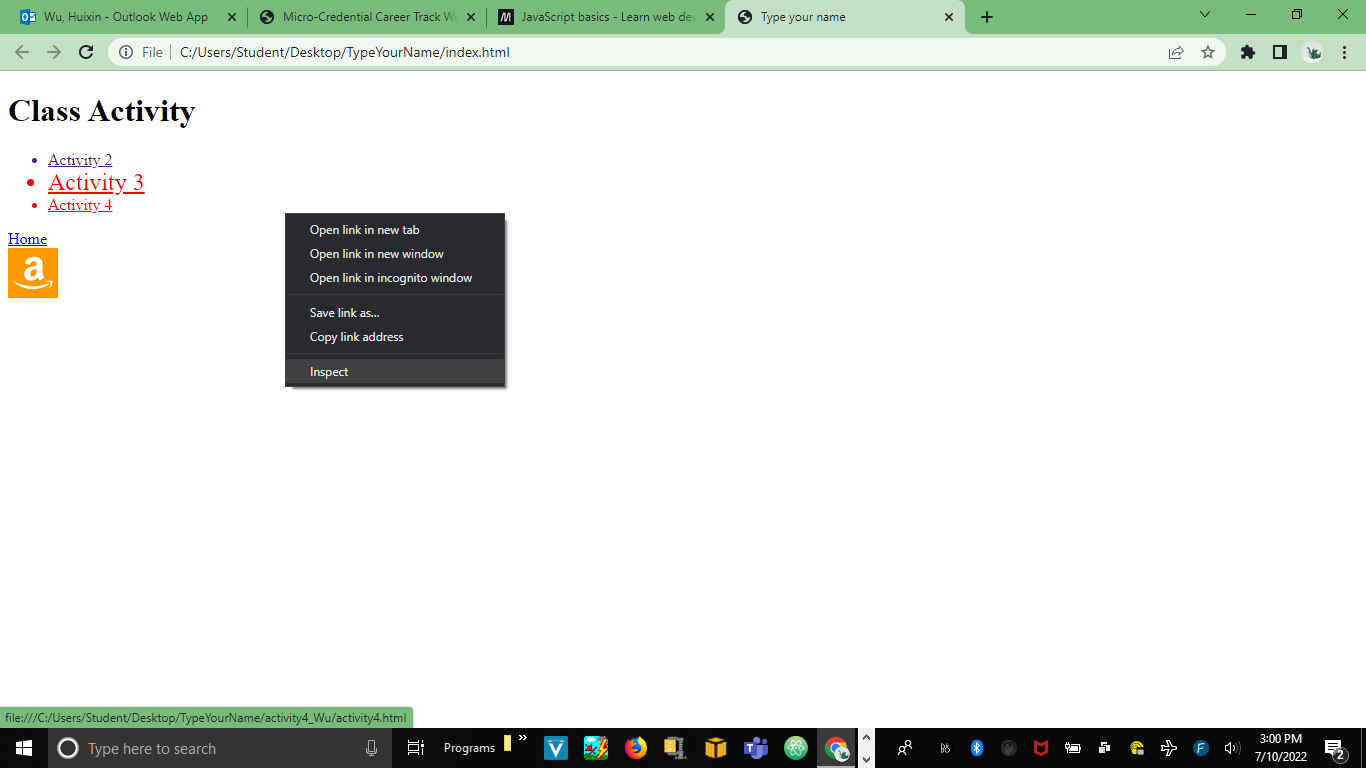 Wu, Huixin - Outlook Web App
Micro-Credential Career Track We
JavaScript basics - Learn web dev
Type your name
File
C:/Users/Student/Desktop/TypeYourName/index.html
Class Activity
Activity 2
Activity 3
Activity 4
Home
a
Open link in new tab
Open link in new window
Open link in incognito window
Save link as...
Copy link address
Inspect
file:///C:/Users/Student/Desktop/TypeYourName/activity4_Wu/activity4.html
Type here to search
Programs
3:00 PM
7/10/2022
2